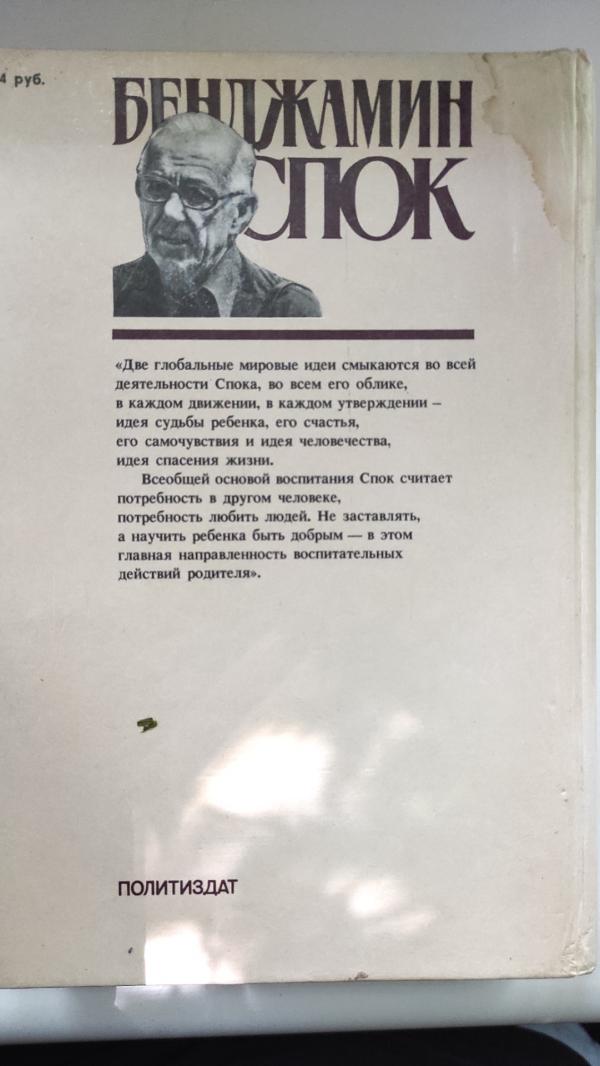 4 руб.
БЕНДЖАМИН
СПОК
«Две глобальные мировые идеи смыкаются во всей
деятельности Спока, во всем его облике,
в каждом движении, в каждом утверждении –
идея судьбы ребенка, его счастья,
его самочувствия и идея человечества,
идея спасения жизни.
Всеобщей основой воспитания Спок считает
потребность в другом человеке,
потребность любить людей. Не заставлять,
а научить ребенка быть добрым — в этом
главная направленность воспитательных
действий родителя».
ПОЛИТИЗДАТ